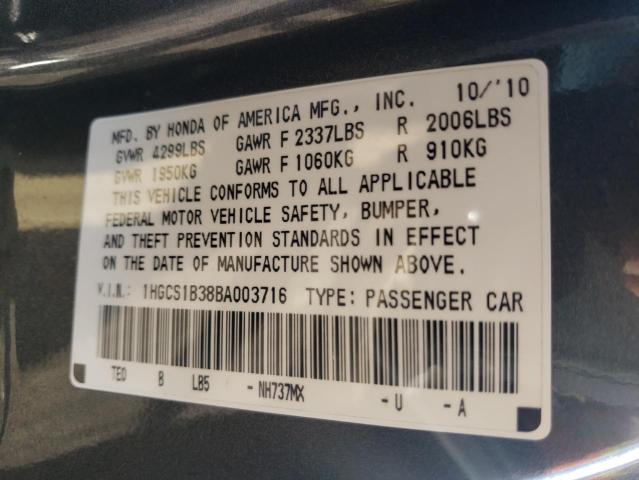 MFD. BY HONDA OF AMERICA MFG., INC. 10/'10
GVWR 4299LBS GAWR F 2337LBS R 2006LBS
GVWR 1950KG GAWR F 1060KG R 910KG
THIS VEHICLE CONFORMS TO ALL APPLICABLE
FEDERAL MOTOR VEHICLE SAFETY, BUMPER,
AND THEFT PREVENTION STANDARDS IN EFFECT
ON THE DATE OF MANUFACTURE SHOWN ABOVE.
V.I.N.: 1HGCS1B38BA003716 TYPE: PASSENGER CAR
TE0 B LB5 - NH737MX - U - A